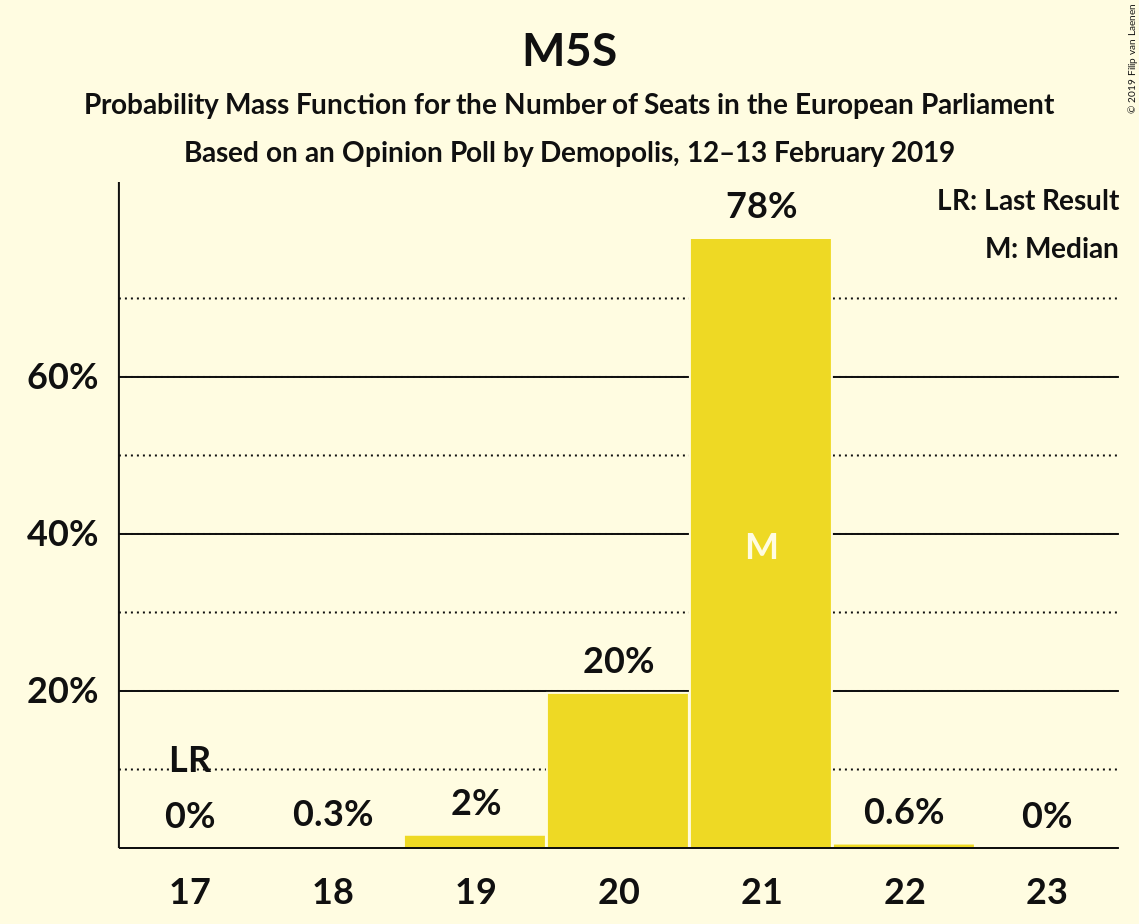 M5S
Probability Mass Function for the Number of Seats in the European Parliament
Based on an Opinion Poll by Demopolis, 12–13 February 2019
© 2019 Filip van Laenen
LR: Last Result
M: Median
78%
60%
40%
M
20%
20%
LR
0%
0.3%
2%
0.6%
0%
17
18
19
20
21
22
23